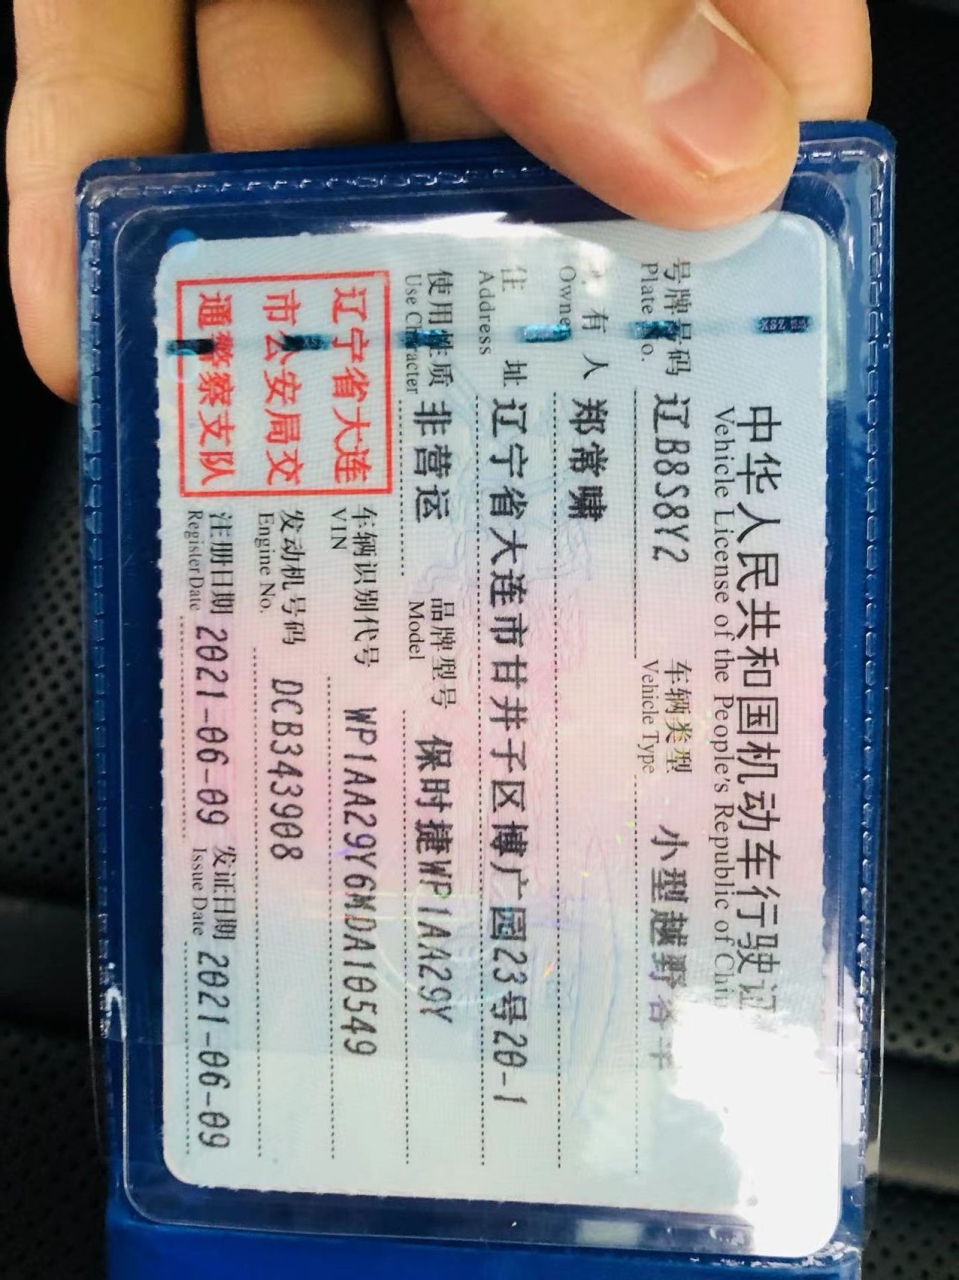 中华人民共和国机动车行驶证
Vehicle License of the People's Republic of China
号牌号码 辽B8S8Y2 车辆类型 小型越野客车
Plate No. Vehicle Type
所有人 郑常啸
Owner
住址 辽宁省大连市甘井子区博广园23号20-1
Address
使用性质 非营运 品牌型号 保时捷WP1AA29Y
Use Character Model
辽宁省大连
市公安局交
通警察支队
车辆识别代号 WP1AA29Y6MDA10549
VIN
发动机号码 DCB343908
Engine No.
注册日期 2021-06-09 发证日期 2021-06-09
Register Date Issue Date